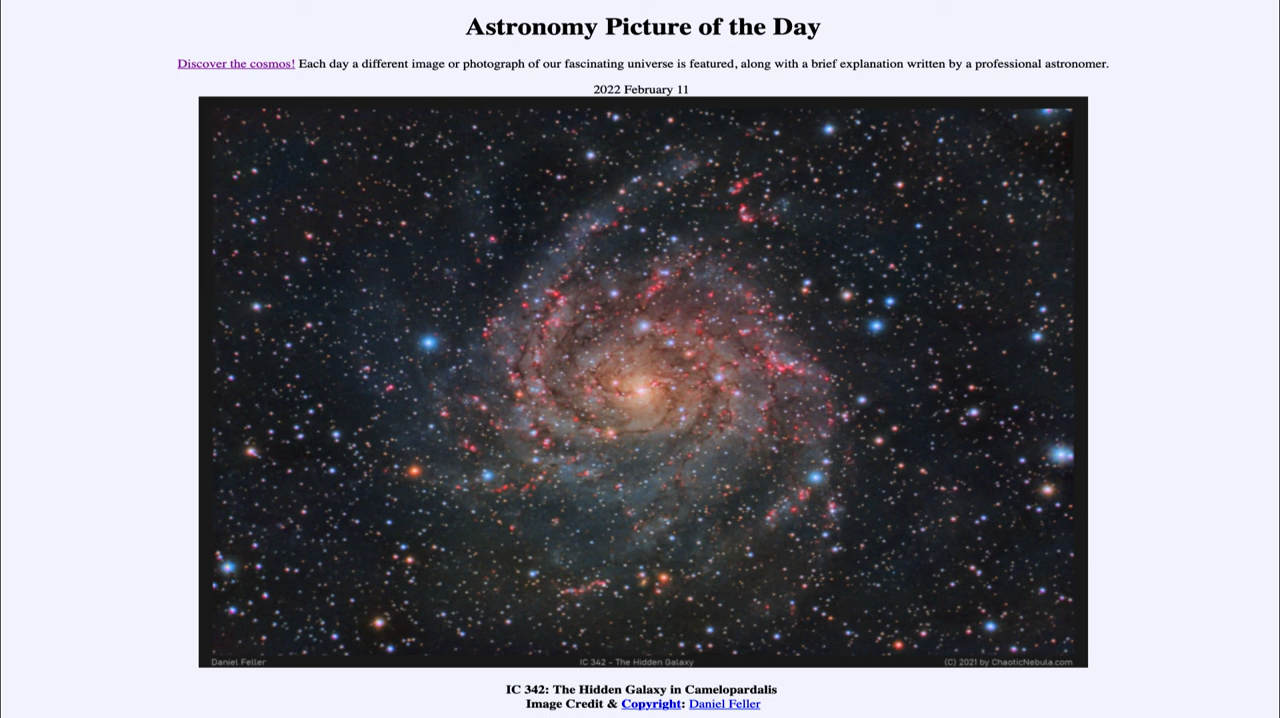 Astronomy Picture of the Day
Discover the cosmos! Each day a different image or photograph of our fascinating universe is featured, along with a brief explanation written by a professional astronomer.
2022 February 11
Daniel Feller
IC 342 - The Hidden Galaxy
(C) 2021 by ChaoticNebula.com
IC 342: The Hidden Galaxy in Camelopardalis
Image Credit & Copyright: Daniel Feller